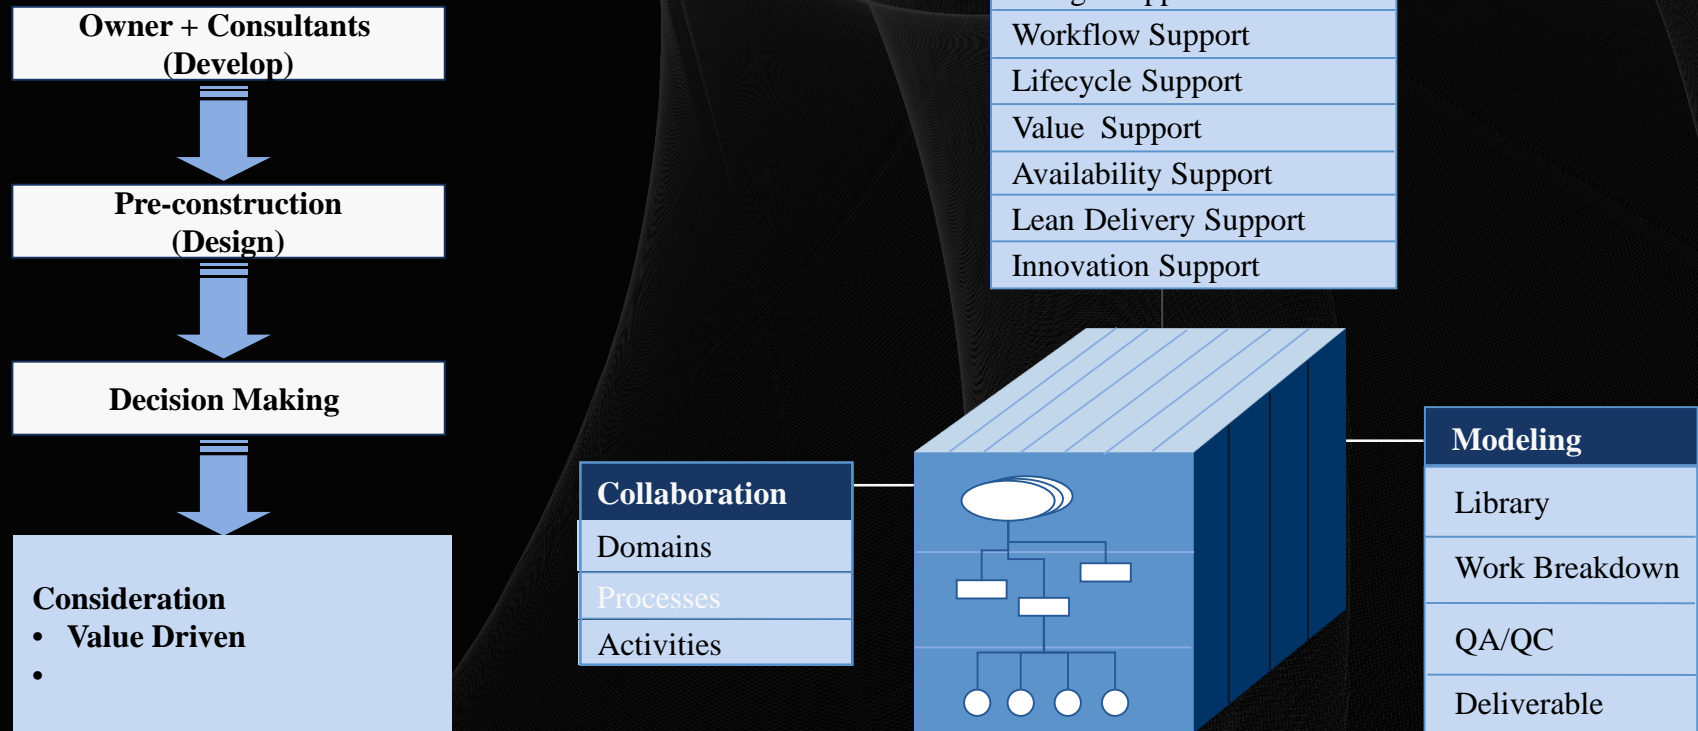 Owner + Consultants
(Develop)
Pre-construction
(Design)
Decision Making
Consideration
• Value Driven
•
Workflow Support
Lifecycle Support
Value Support
Availability Support
Lean Delivery Support
Innovation Support
Collaboration
Domains
Processes
Activities
Modeling
Library
Work Breakdown
QA/QC
Deliverable